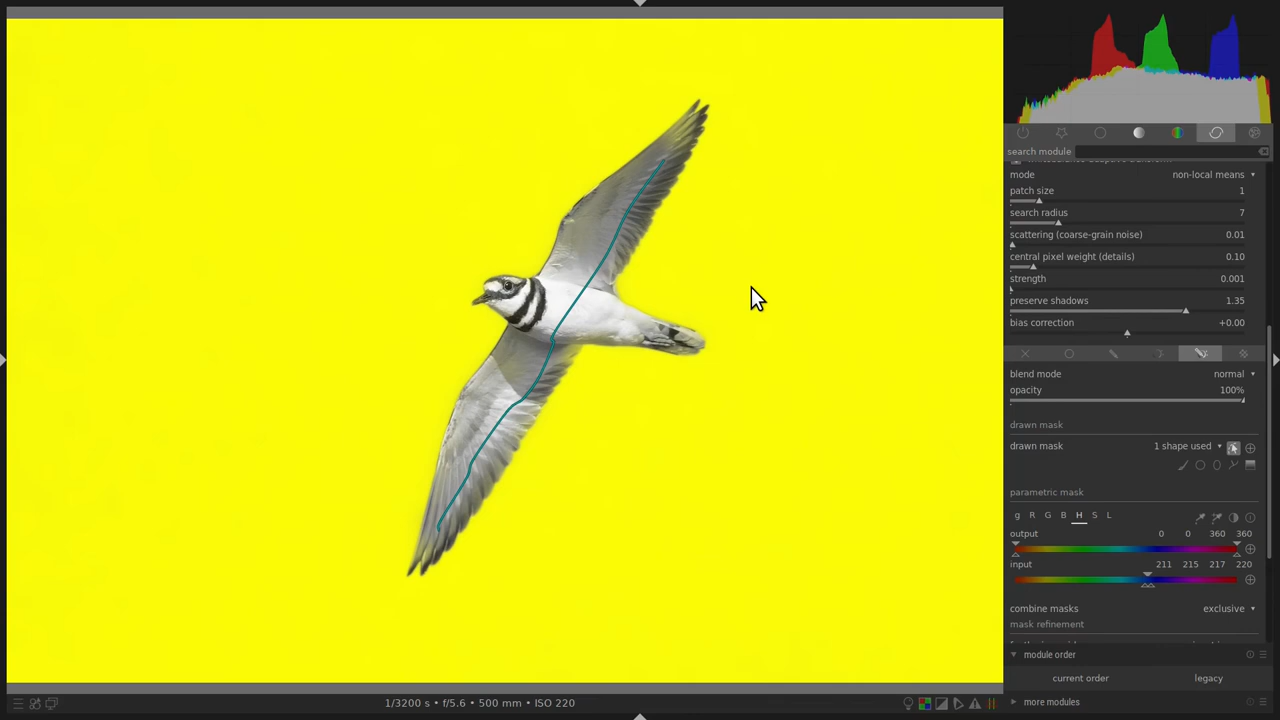 search module
mode non-local means
patch size 1
search radius 7
scattering (coarse-grain noise) 0.01
central pixel weight (details) 0.10
strength 0.001
preserve shadows 1.35
bias correction +0.00
blend mode normal
opacity 100%
drawn mask
drawn mask 1 shape used
parametric mask
g R G B H S L
output 0 0 360 360
input 211 215 217 220
combine masks exclusive
mask refinement
module order
current order legacy
more modules
1/3200 s • f/5.6 • 500 mm • ISO 220